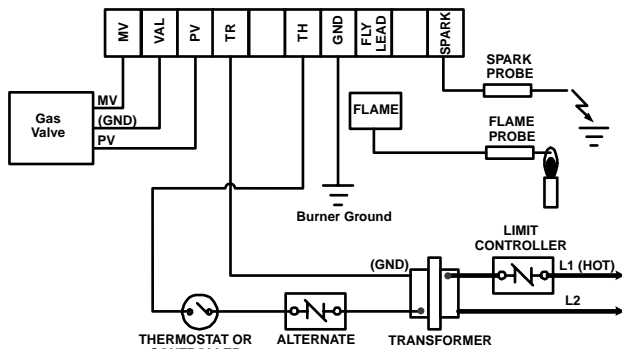 MV
VAL
PV
TR
TH
GND
FLY
LEAD
SPARK
SPARK
PROBE
Gas
Valve
MV
(GND)
PV
FLAME
FLAME
PROBE
Burner Ground
LIMIT
CONTROLLER
(GND)
L1 (HOT)
L2
THERMOSTAT OR
ALTERNATE
TRANSFORMER